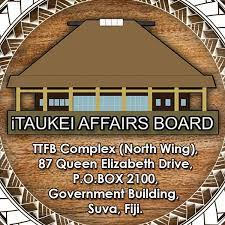 iTAUKEI AFFAIRS BOARD
TTFB Complex (North Wing),
87 Queen Elizabeth Drive,
P.O.BOX 2100,
Government Building,
Suva, Fiji.